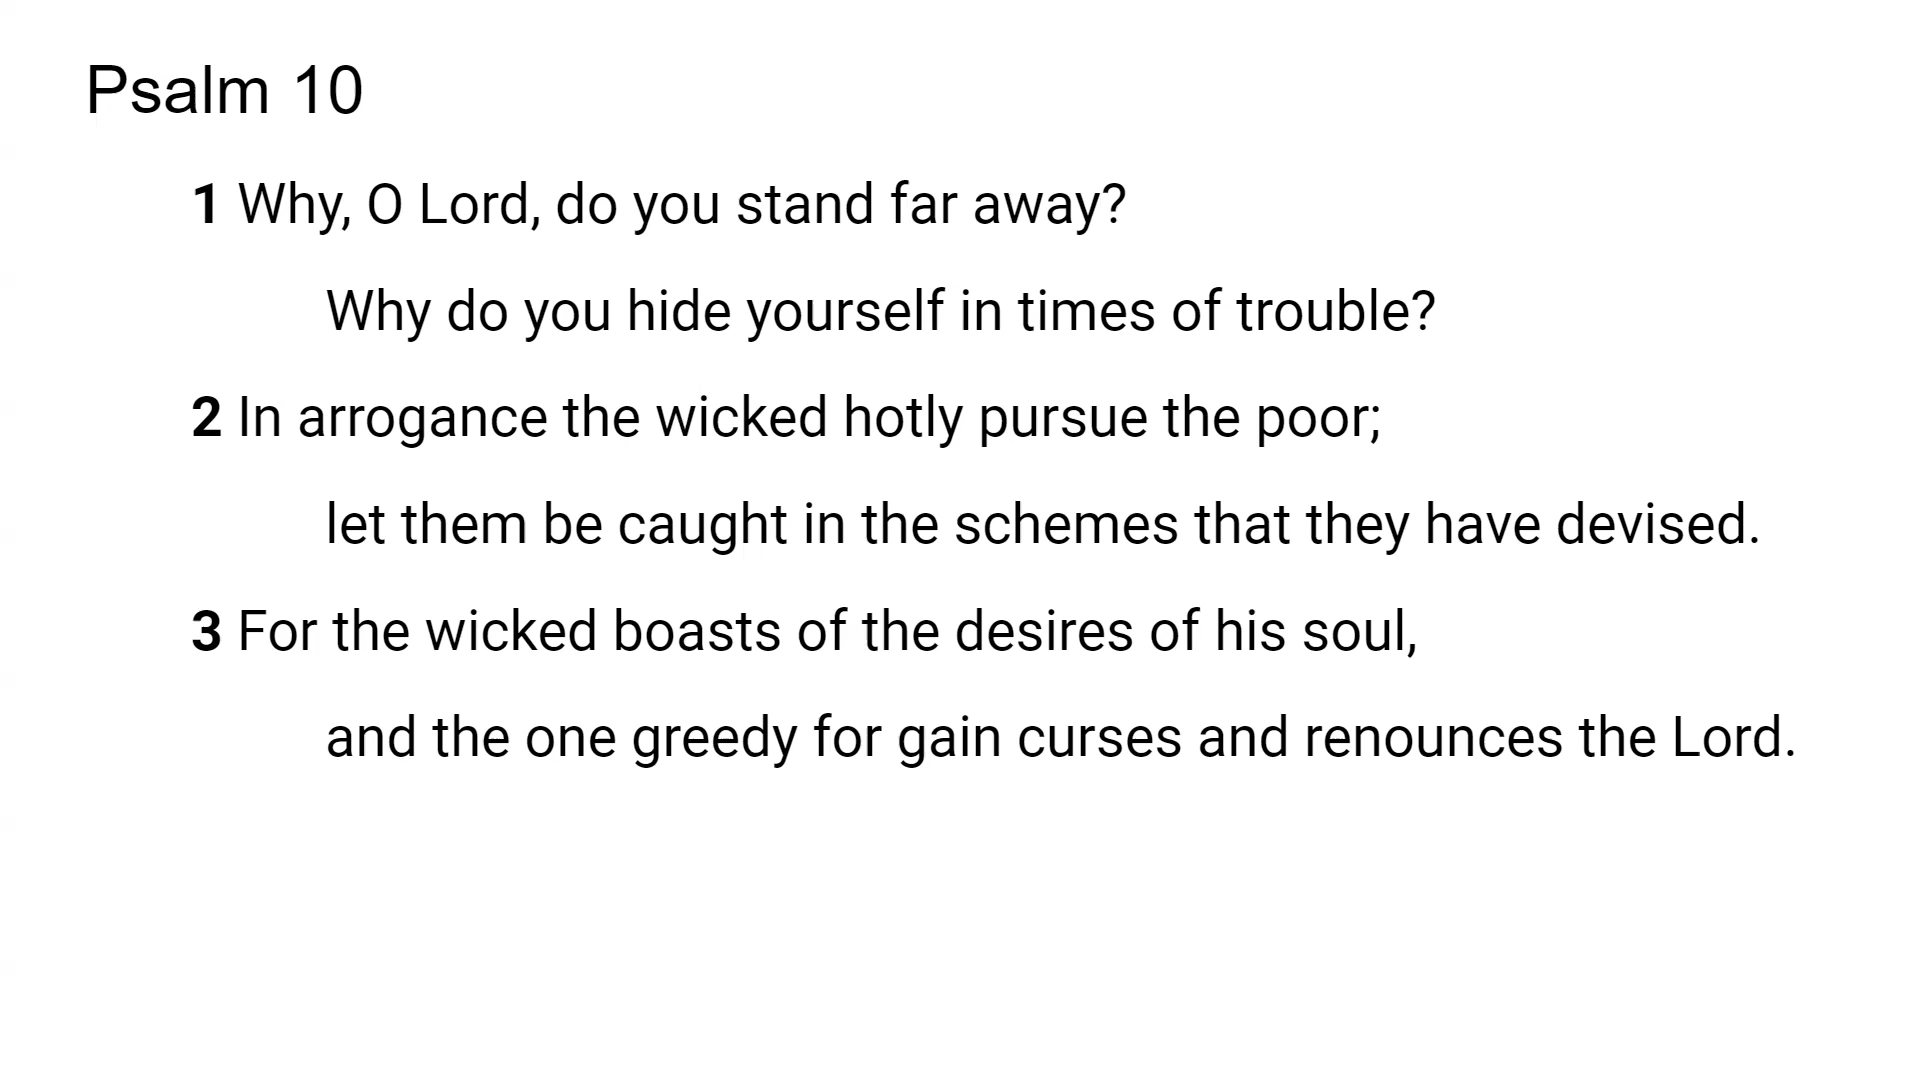 Psalm 10
1 Why, O Lord, do you stand far away?
Why do you hide yourself in times of trouble?
2 In arrogance the wicked hotly pursue the poor;
let them be caught in the schemes that they have devised.
3 For the wicked boasts of the desires of his soul,
and the one greedy for gain curses and renounces the Lord.